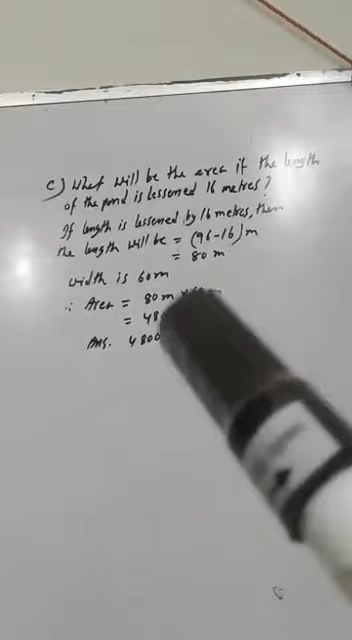 c) What will be the area if the length
of the pond is lessened 16 metres?
If length is lessened by 16 metres, then
the length will be = (96-16)m
= 80 m
width is 60m
∴ Area = 80m
= 48
Ans. 4800